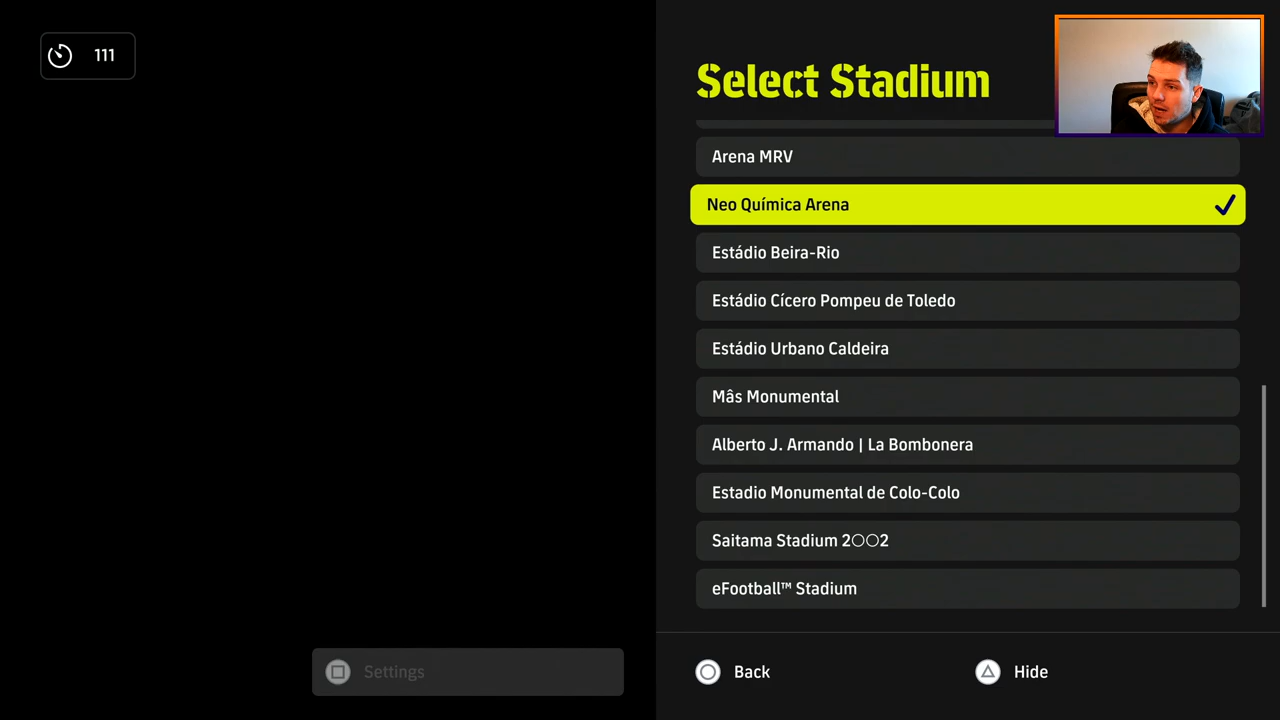 111
Select Stadium
Arena MRV
Neo Química Arena
Estádio Beira-Rio
Estádio Cícero Pompeu de Toledo
Estádio Urbano Caldeira
Mâs Monumental
Alberto J. Armando | La Bombonera
Estadio Monumental de Colo-Colo
Saitama Stadium 2○○2
eFootball™ Stadium
Settings
Back
Hide